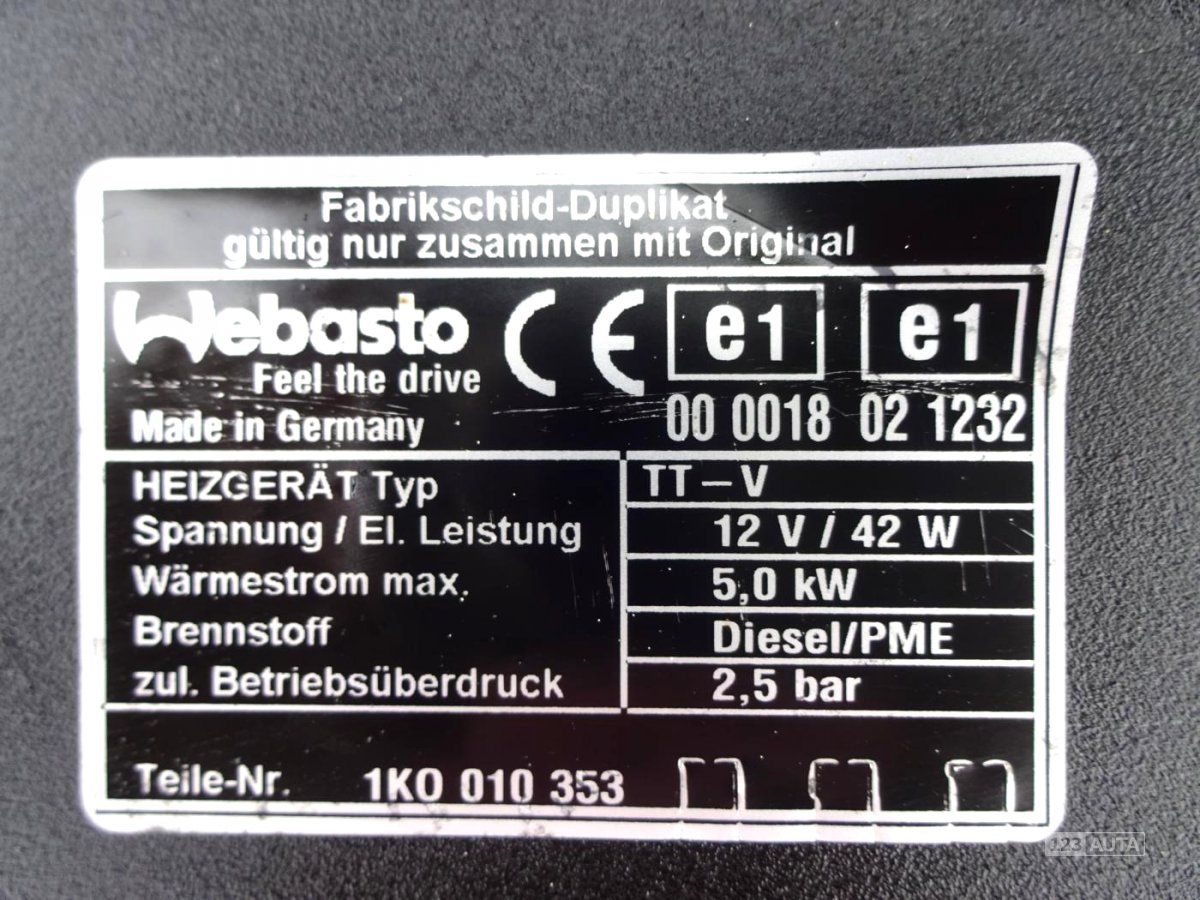 Fabrikschild-Duplikat
gültig nur zusammen mit Original
Webasto CE e1 e1
Feel the drive
Made in Germany 00 0018 02 1232
HEIZGERÄT Typ TT – V
Spannung / El. Leistung 12 V / 42 W
Wärmestrom max. 5,0 kW
Brennstoff Diesel/PME
zul. Betriebsüberdruck 2,5 bar
Teile-Nr. 1K0 010 353
123 AUTA